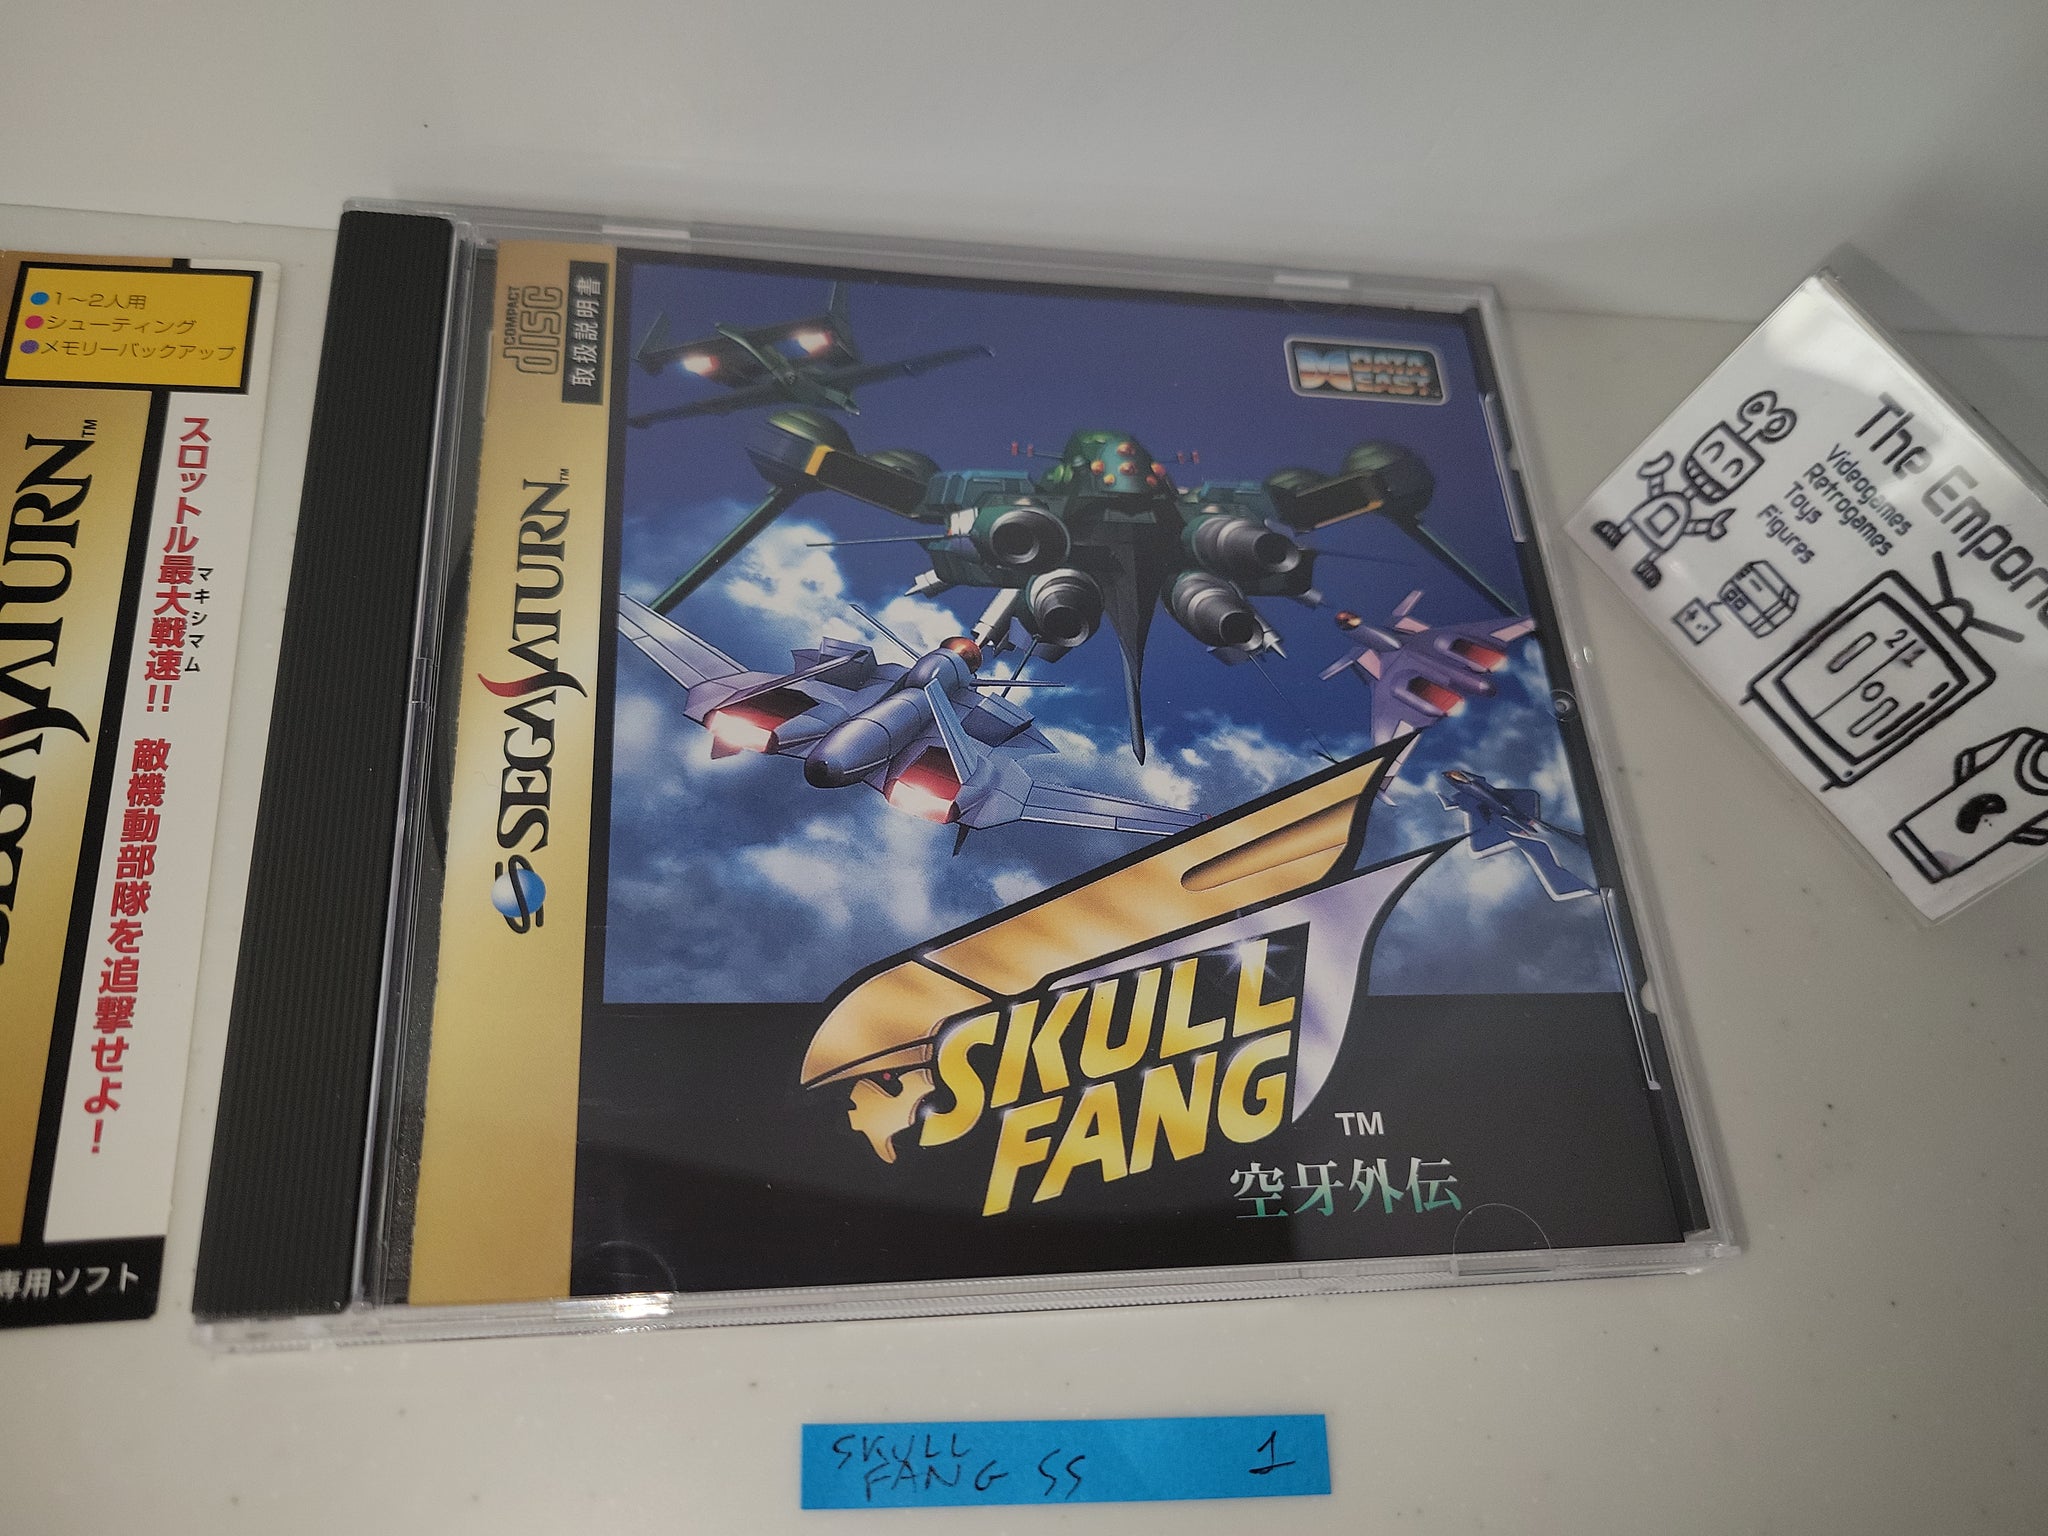 1〜2人用
シューティング
メモリーバックアップ
SATURN™
スロットル最大戦速!! 敵機動部隊を追撃せよ!
マキシマム
専用ソフト
COMPACT
disc
取扱説明書
SEGA SATURN™
DATA
EAST
SKULL
FANG
TM
空牙外伝
The Empor
Videogames
Retrogames
Toys
Figures
SKULL
FANG SS 1